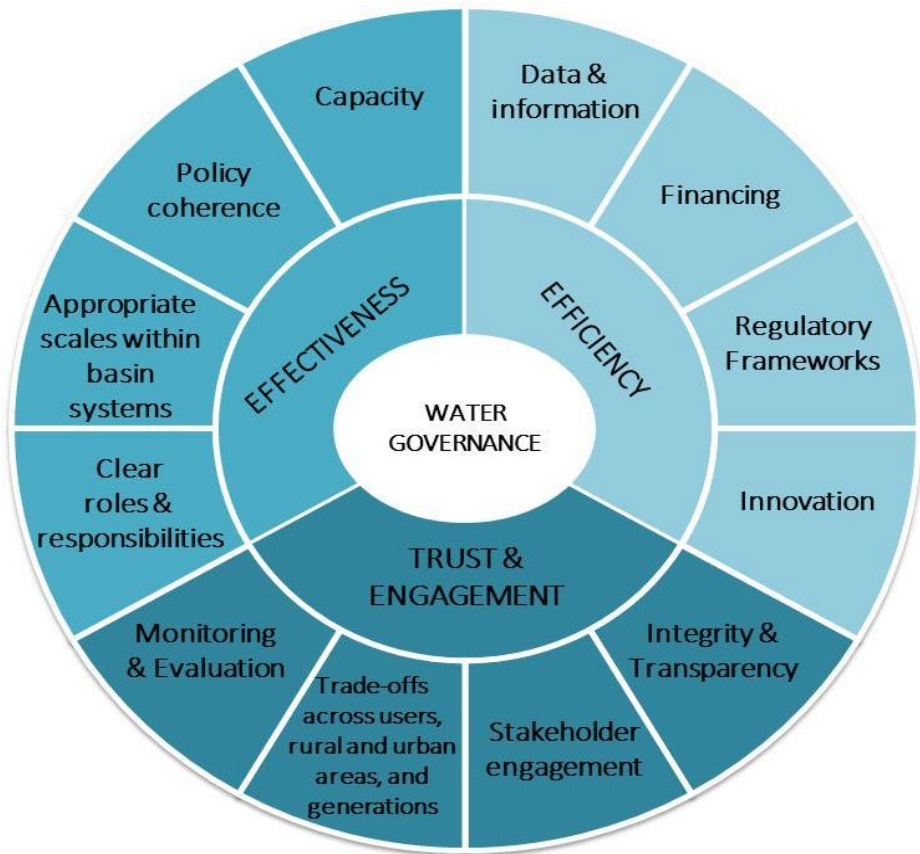 Capacity
Data &
information
Policy
coherence
Financing
Appropriate
scales within
basin
systems
EFFECTIVENESS
EFFICIENCY
Regulatory
Frameworks
WATER
GOVERNANCE
Clear
roles &
responsibilities
Innovation
TRUST &
ENGAGEMENT
Monitoring
& Evaluation
Trade-offs
across users,
rural and urban
areas, and
generations
Stakeholder
engagement
Integrity &
Transparency